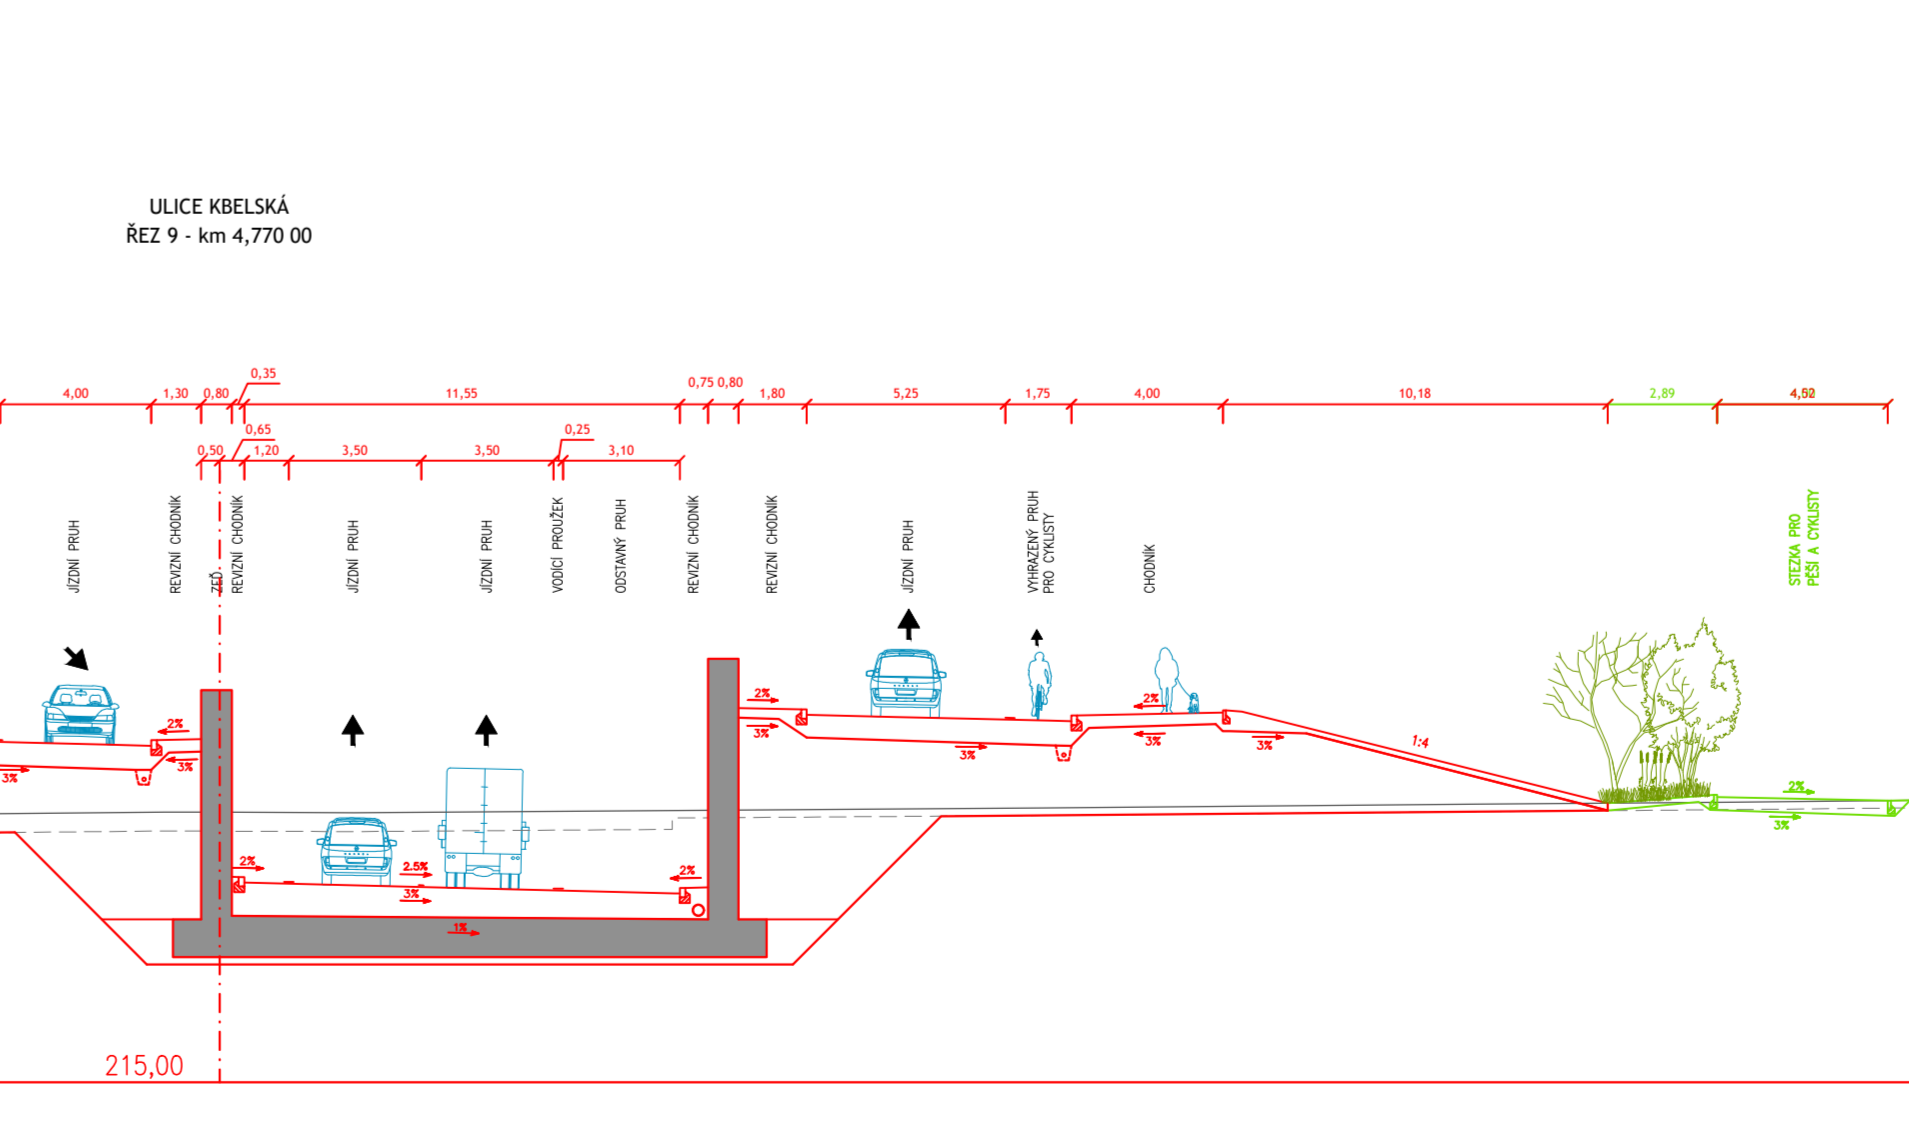 ULICE KBELSKÁ
ŘEZ 9 - km 4,770 00
0,35
4,00 1,30 0,80 11,55 0,75 0,80 1,80 5,25 1,75 4,00 10,18 2,89
0,65 0,25
0,50 1,20 3,50 3,50 3,10
JÍZDNÍ PRUH
REVIZNÍ CHODNÍK
ZEĎ
REVIZNÍ CHODNÍK
JÍZDNÍ PRUH
JÍZDNÍ PRUH
VODÍCÍ PROUŽEK
ODSTAVNÝ PRUH
REVIZNÍ CHODNÍK
REVIZNÍ CHODNÍK
JÍZDNÍ PRUH
VYHRAZENÝ PRUH
PRO CYKLISTY
CHODNÍK
STEZKA PRO
PĚŠÍ A CYKLISTY
2% 2% 2%
3% 3% 3% 3% 3% 3%
1:4
2%
3%
2% 2.5% 2%
3%
1%
215,00